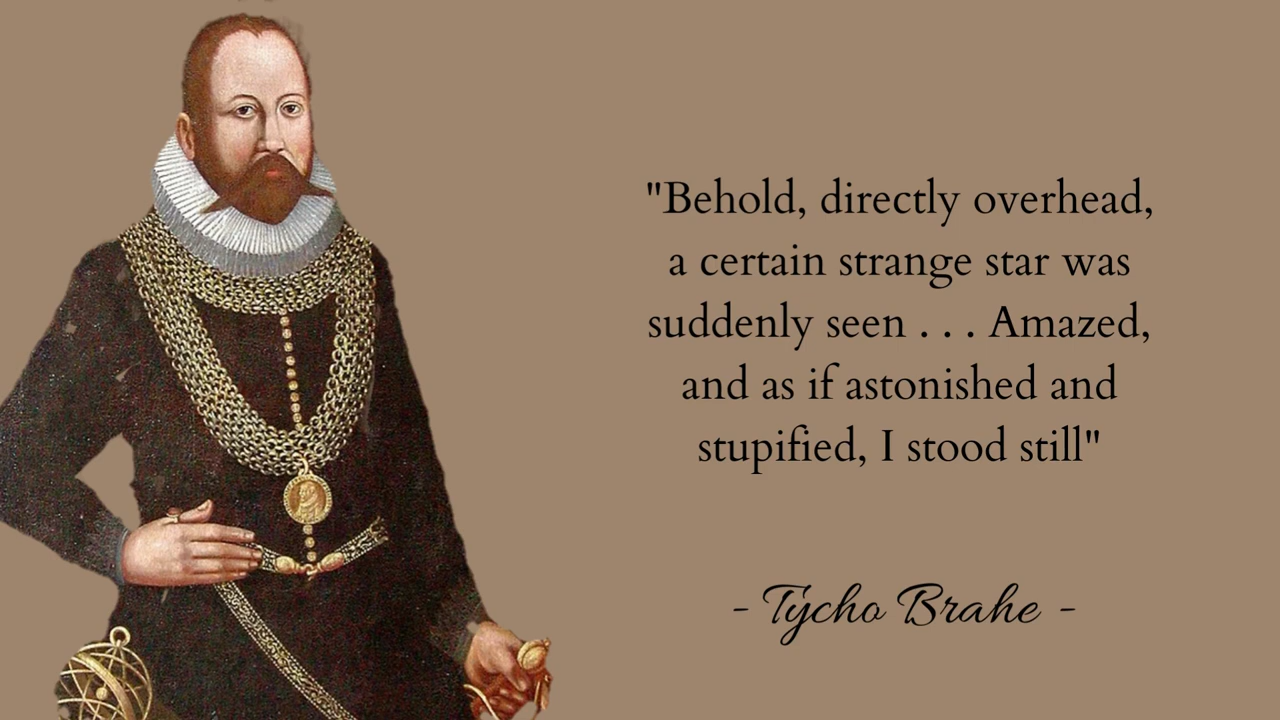 "Behold, directly overhead,
a certain strange star was
suddenly seen . . . Amazed,
and as if astonished and
stupified, I stood still"
- Tycho Brahe -